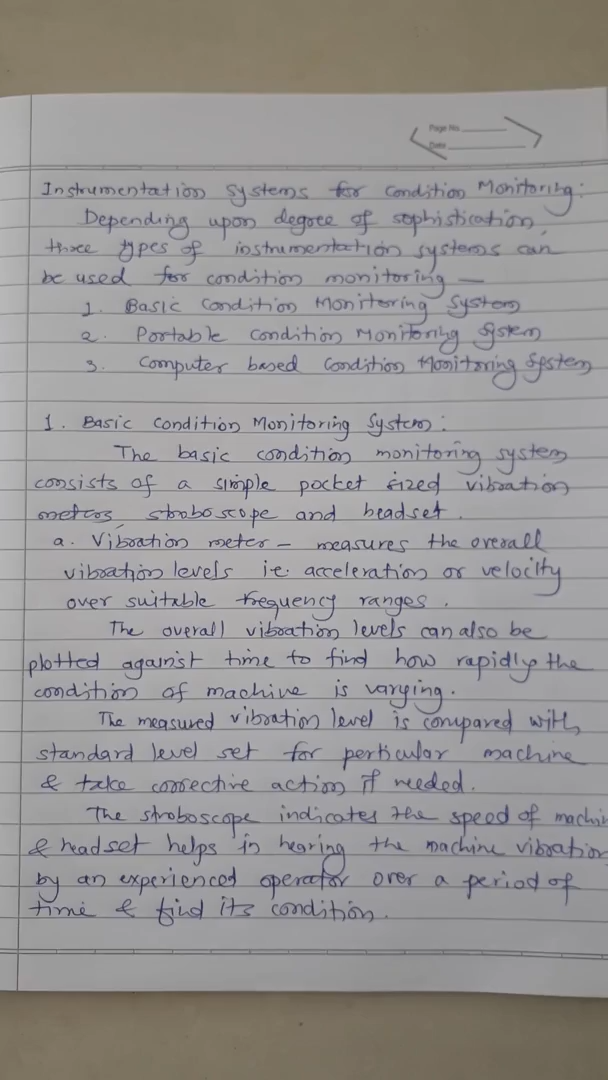 Page No.
Date
Instrumentation systems for condition Monitoring:
Depending upon degree of sophistication,
three types of instrumentation systems can
be used for condition monitoring —
1. Basic Condition Monitoring System
2. Portable Condition Monitoring System
3. Computer based Condition Monitoring System
1. Basic Condition Monitoring System:
The basic condition monitoring system
consists of a simple pocket sized vibration
meters, stroboscope and headset.
a. Vibration meter – measures the overall
vibration levels ie. acceleration or velocity
over suitable frequency ranges.
The overall vibration levels can also be
plotted against time to find how rapidly the
condition of machine is varying.
The measured vibration level is compared with
standard level set for perticular machine
& take corrective action if needed.
The stroboscope indicates the speed of machin
& headset helps in hearing the machine vibration
by an experienced operator over a period of
time & find its condition.